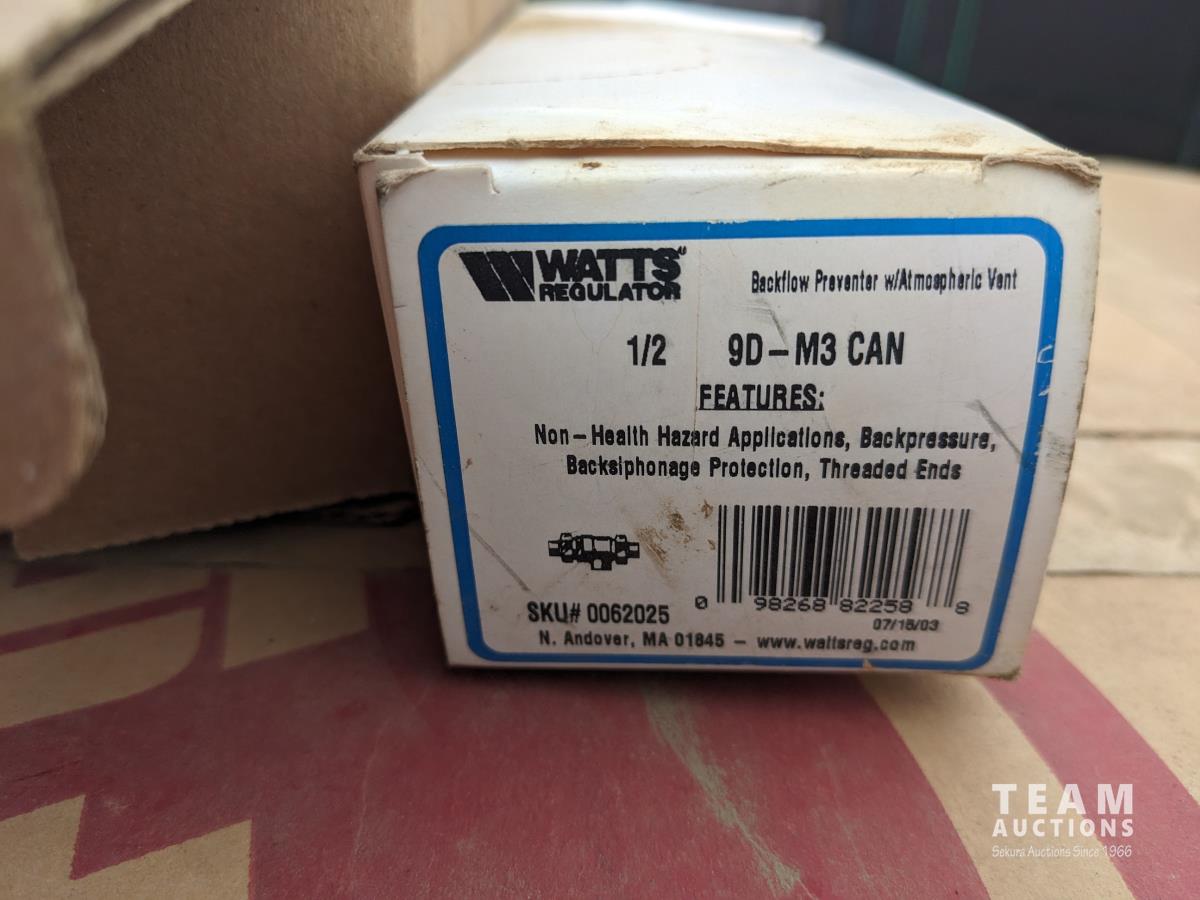 WATTS
REGULATOR
Backflow Preventer w/Atmospheric Vent
1/2 9D-M3 CAN
FEATURES:
Non-Health Hazard Applications, Backpressure,
Backsiphonage Protection, Threaded Ends
0 98268 82258 8
SKU# 0062025
07/18/03
N. Andover, MA 01845 - www.wattsreg.com
TEAM
AUCTIONS
Sekura Auctions Since 1966